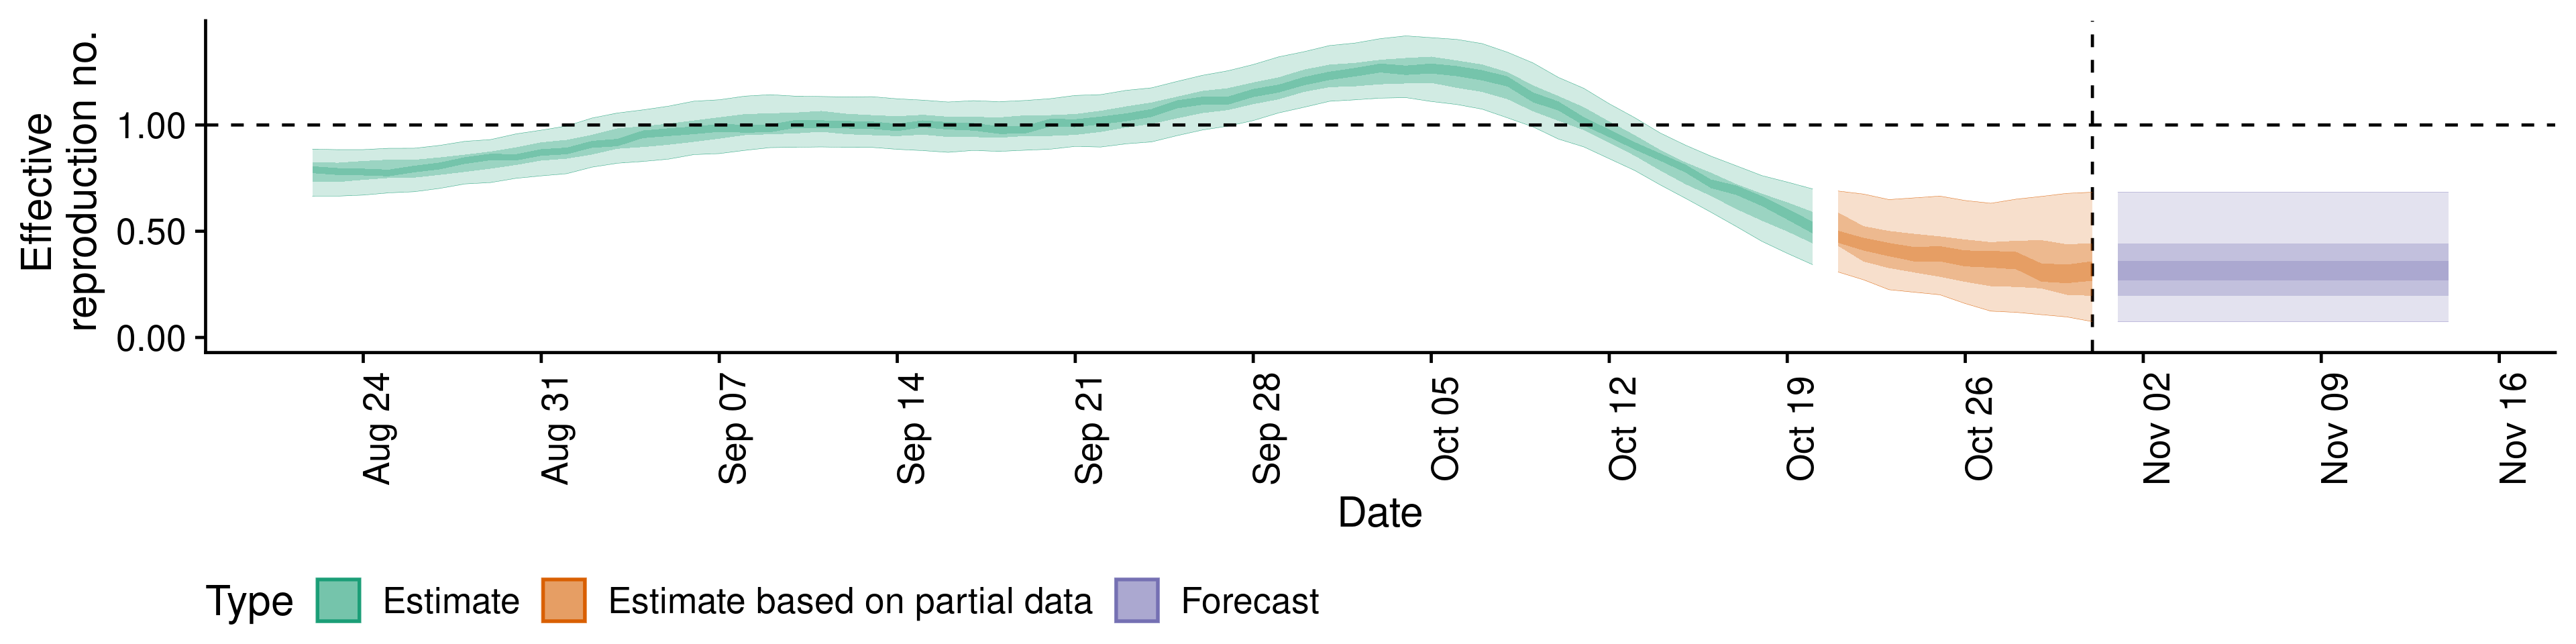 Effective
reproduction no.
1.00
0.50
0.00
Aug 24
Aug 31
Sep 07
Sep 14
Sep 21
Sep 28
Oct 05
Oct 12
Oct 19
Oct 26
Nov 02
Nov 09
Nov 16
Date
Type Estimate Estimate based on partial data Forecast